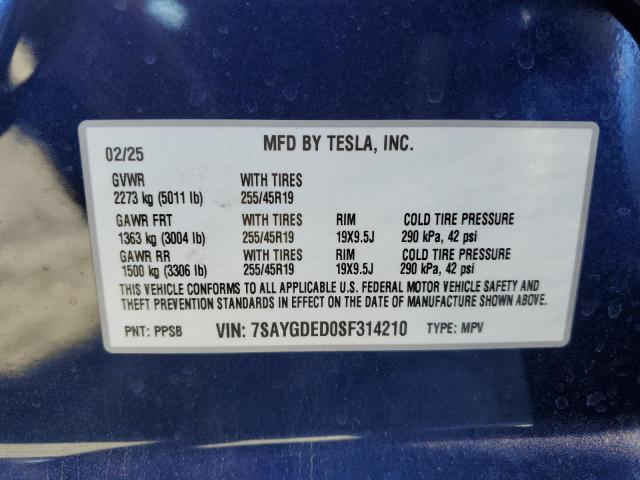 02/25 MFD BY TESLA, INC.
GVWR WITH TIRES
2273 kg (5011 lb) 255/45R19
GAWR FRT WITH TIRES RIM COLD TIRE PRESSURE
1363 kg (3004 lb) 255/45R19 19X9.5J 290 kPa, 42 psi
GAWR RR WITH TIRES RIM COLD TIRE PRESSURE
1500 kg (3306 lb) 255/45R19 19X9.5J 290 kPa, 42 psi
THIS VEHICLE CONFORMS TO ALL APPLICABLE U.S. FEDERAL MOTOR VEHICLE SAFETY AND
THEFT PREVENTION STANDARDS IN EFFECT ON THE DATE OF MANUFACTURE SHOWN ABOVE.
PNT: PPSB VIN: 7SAYGDED0SF314210 TYPE: MPV